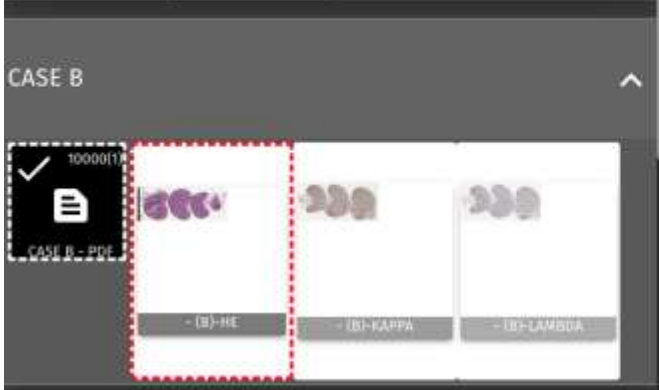 CASE B
10000(1)
CASE B - PDF
- (B)-HE
- (B)-KAPPA
- (B)-LAMBDA